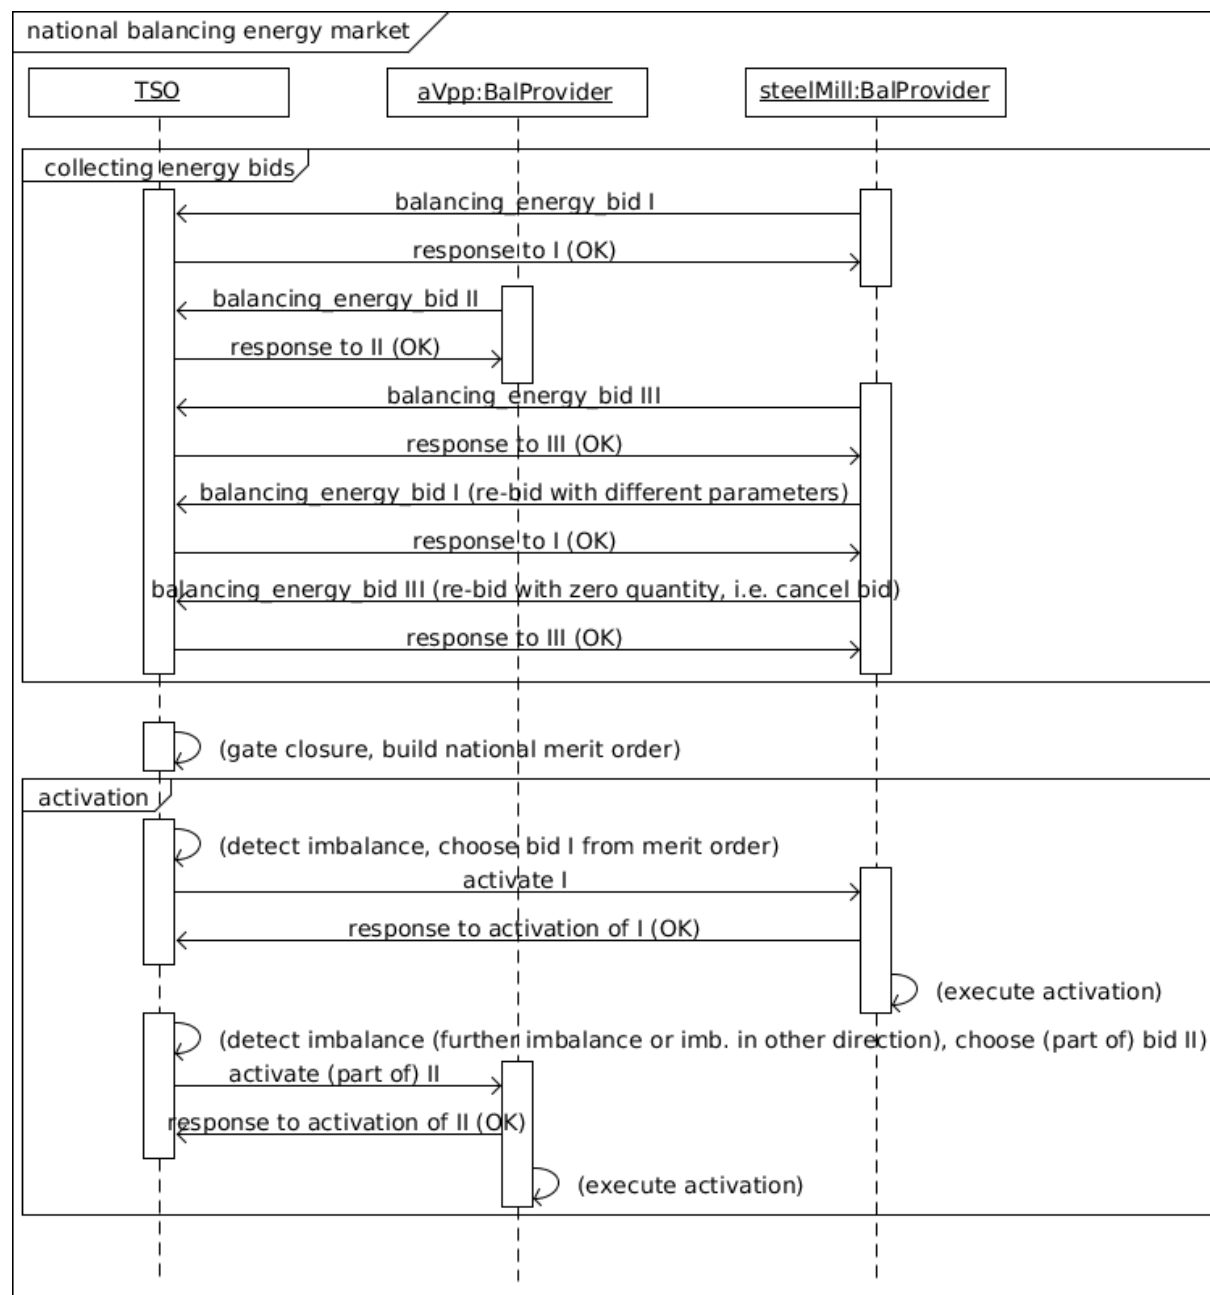 national balancing energy market
TSO
aVpp:BalProvider
steelMill:BalProvider
collecting energy bids
balancing_energy_bid I
response to I (OK)
balancing_energy_bid II
response to II (OK)
balancing_energy_bid III
response to III (OK)
balancing_energy_bid I (re-bid with different parameters)
response to I (OK)
balancing_energy_bid III (re-bid with zero quantity, i.e. cancel bid)
response to III (OK)
(gate closure, build national merit order)
activation
(detect imbalance, choose bid I from merit order)
activate I
response to activation of I (OK)
(execute activation)
(detect imbalance (further imbalance or imb. in other direction), choose (part of) bid II)
activate (part of) II
response to activation of II (OK)
(execute activation)